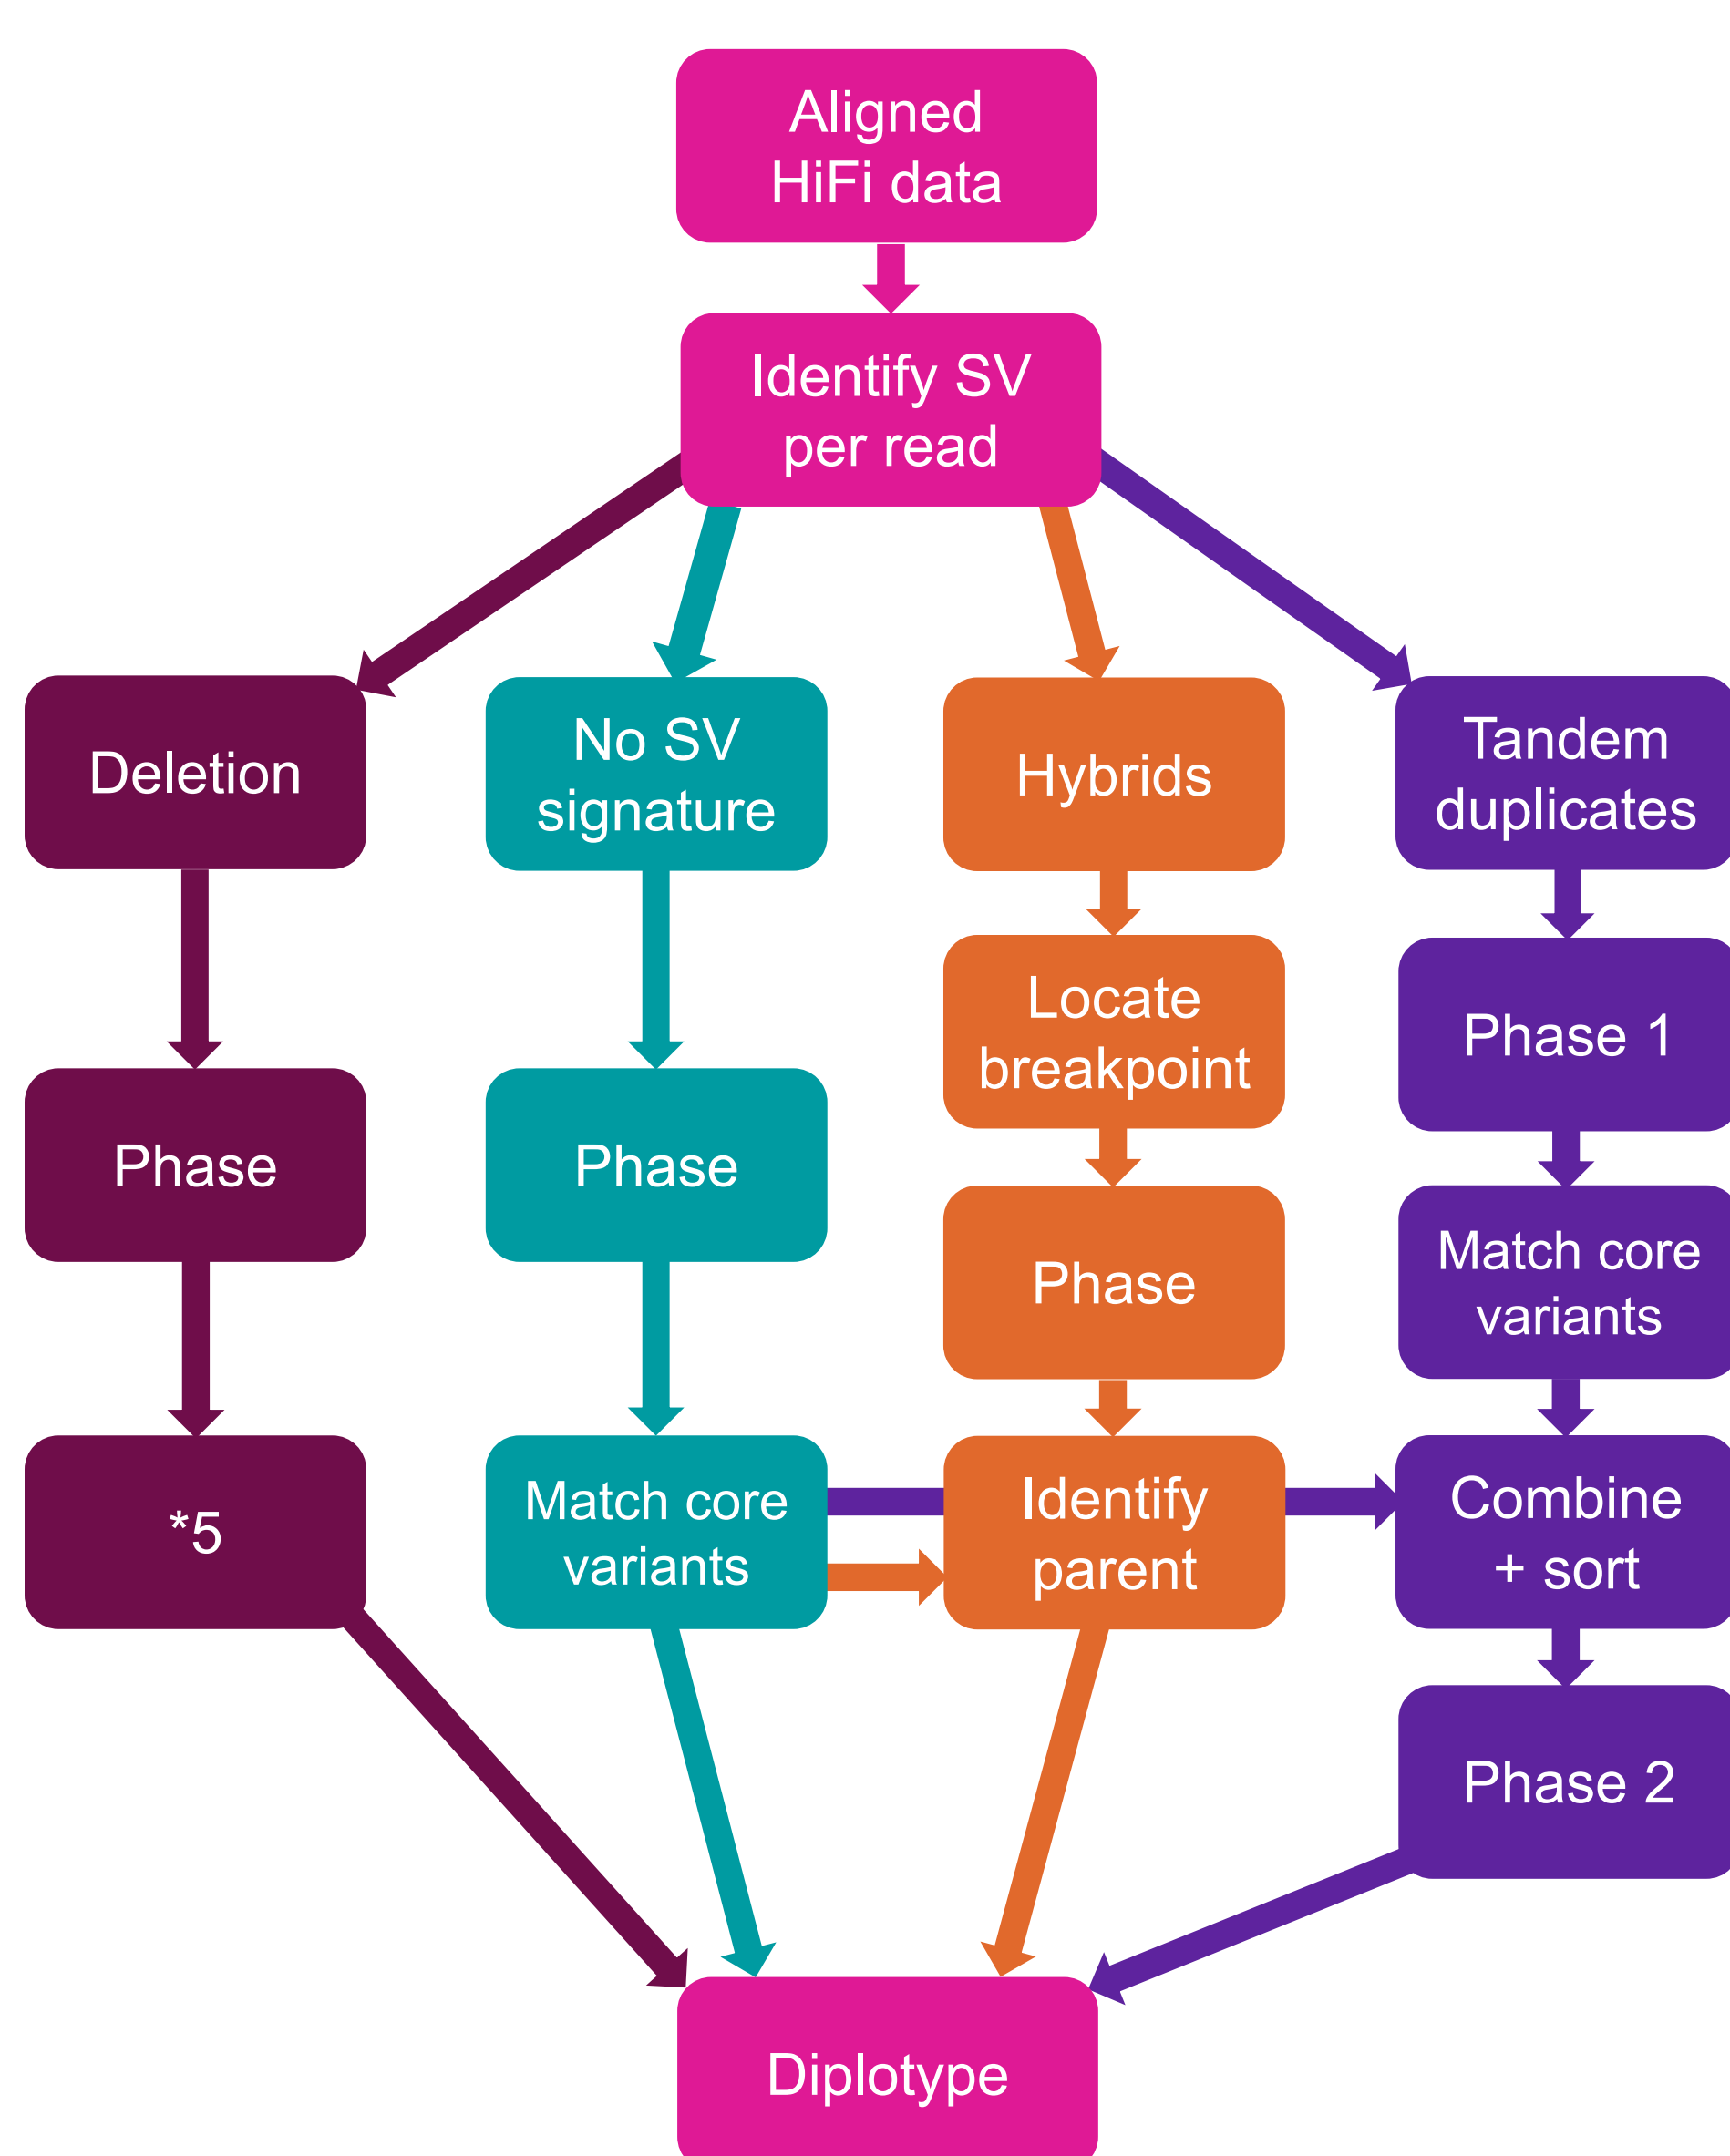 Aligned
HiFi data
Identify SV
per read
Deletion
No SV
signature
Hybrids
Tandem
duplicates
Locate
breakpoint
Phase 1
Phase
Phase
Phase
Match core
variants
*5
Match core
variants
Identify
parent
Combine
+ sort
Phase 2
Diplotype